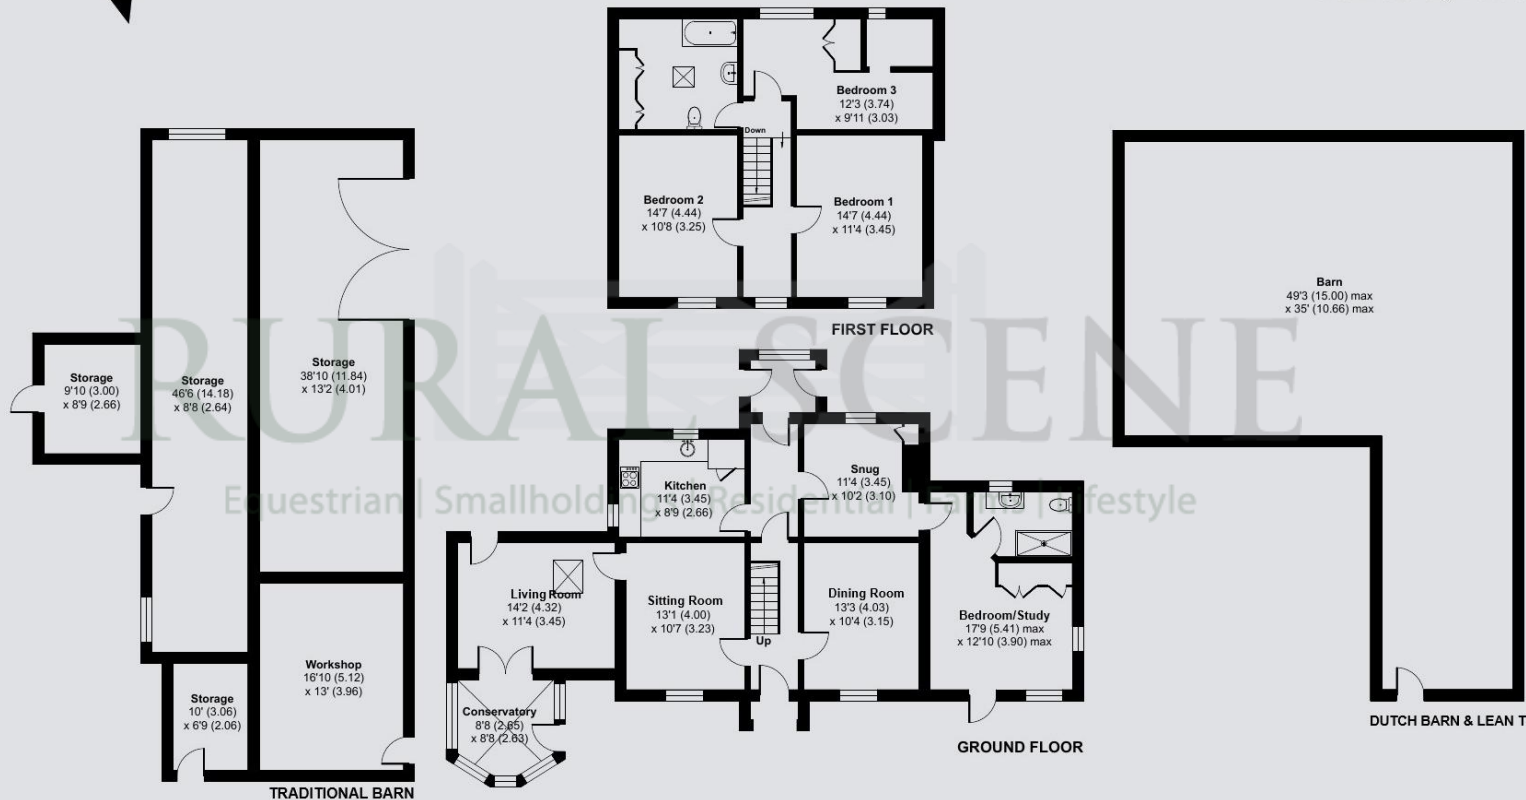 Bedroom 3
12'3 (3.74)
x 9'11 (3.03)
Down
Bedroom 2
14'7 (4.44)
x 10'8 (3.25)
Bedroom 1
14'7 (4.44)
x 11'4 (3.45)
FIRST FLOOR
Barn
49'3 (15.00) max
x 35' (10.66) max
DUTCH BARN & LEAN T
RURAL SCENE
Equestrian | Smallholding | Residential | Farms | Lifestyle
Storage
9'10 (3.00)
x 8'9 (2.66)
Storage
46'6 (14.18)
x 8'8 (2.64)
Storage
38'10 (11.84)
x 13'2 (4.01)
Workshop
16'10 (5.12)
x 13' (3.96)
Storage
10' (3.06)
x 6'9 (2.06)
TRADITIONAL BARN
Kitchen
11'4 (3.45)
x 8'9 (2.66)
Snug
11'4 (3.45)
x 10'2 (3.10)
Living Room
14'2 (4.32)
x 11'4 (3.45)
Sitting Room
13'1 (4.00)
x 10'7 (3.23)
Up
Dining Room
13'3 (4.03)
x 10'4 (3.15)
Bedroom/Study
17'9 (5.41) max
x 12'10 (3.90) max
Conservatory
8'8 (2.65)
x 8'8 (2.63)
GROUND FLOOR